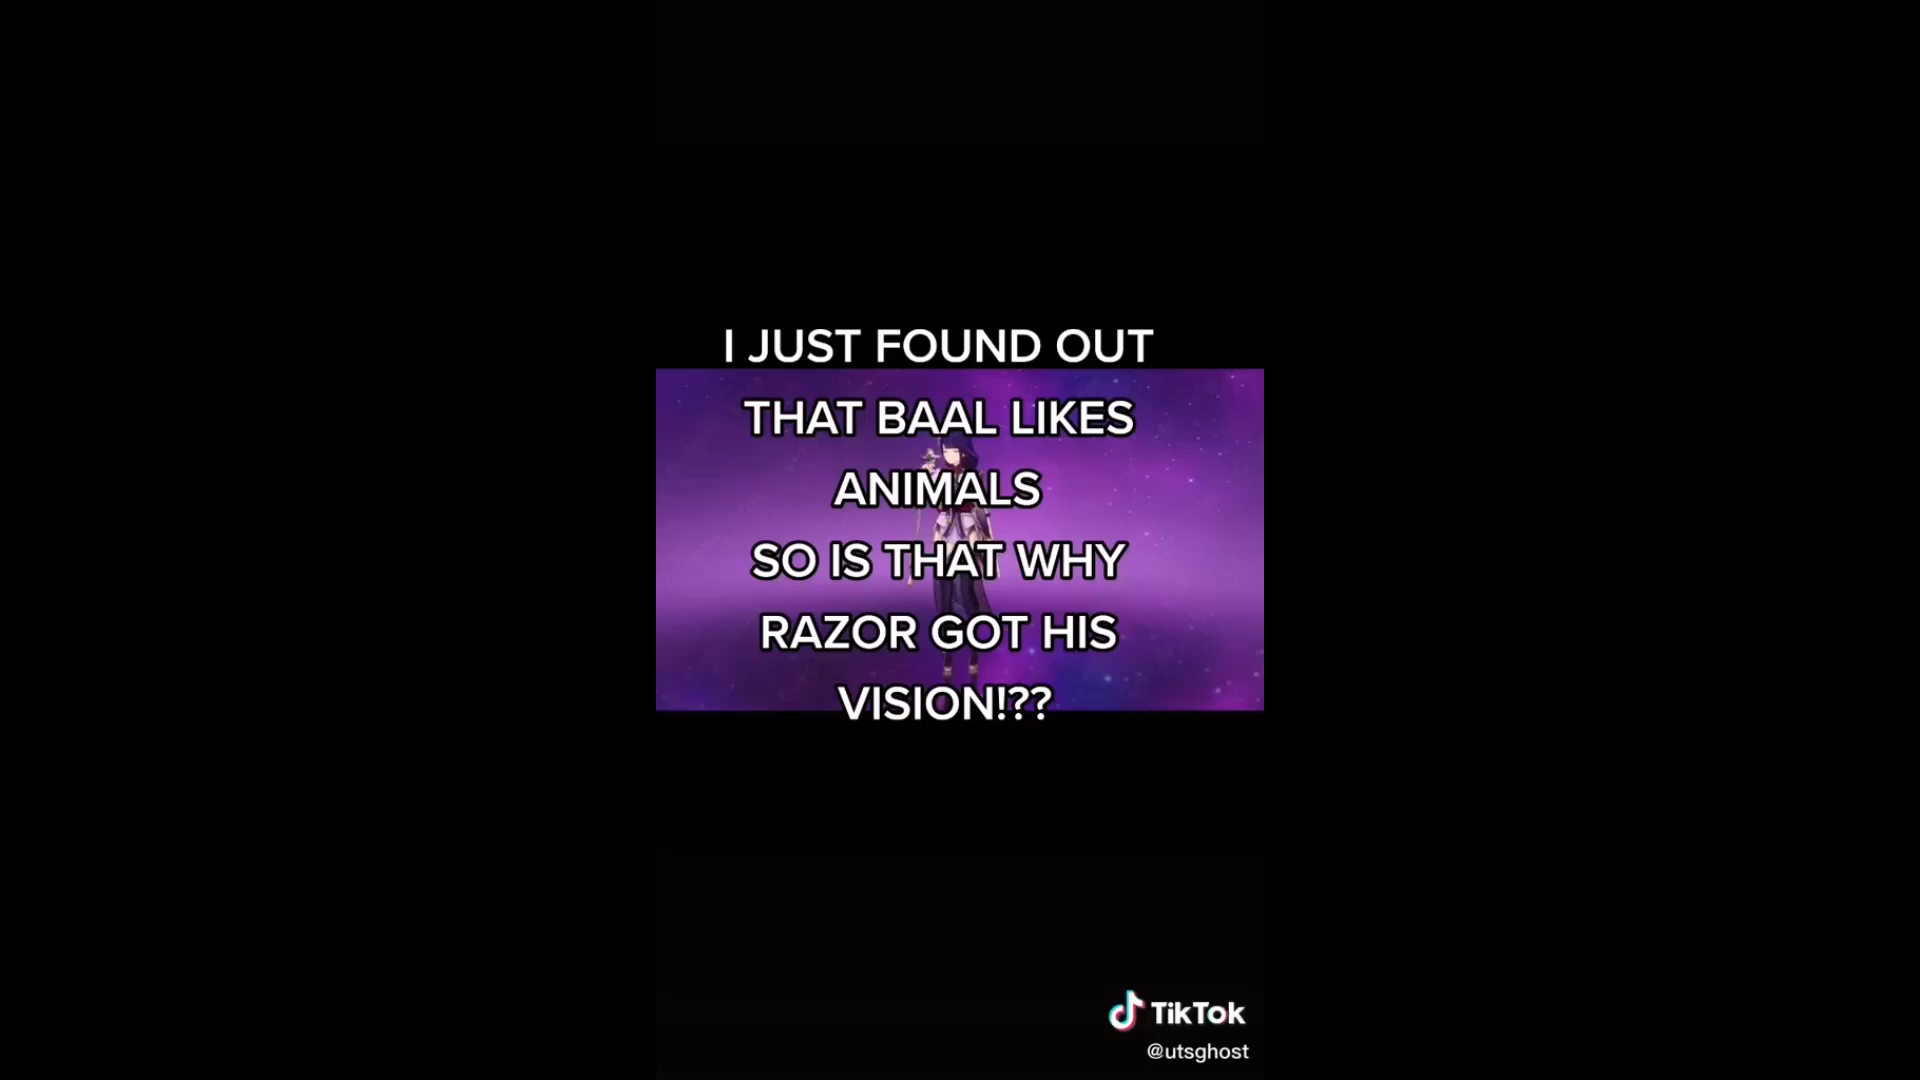 I JUST FOUND OUT
THAT BAAL LIKES
ANIMALS
SO IS THAT WHY
RAZOR GOT HIS
VISION!??
TikTok
@utsghost